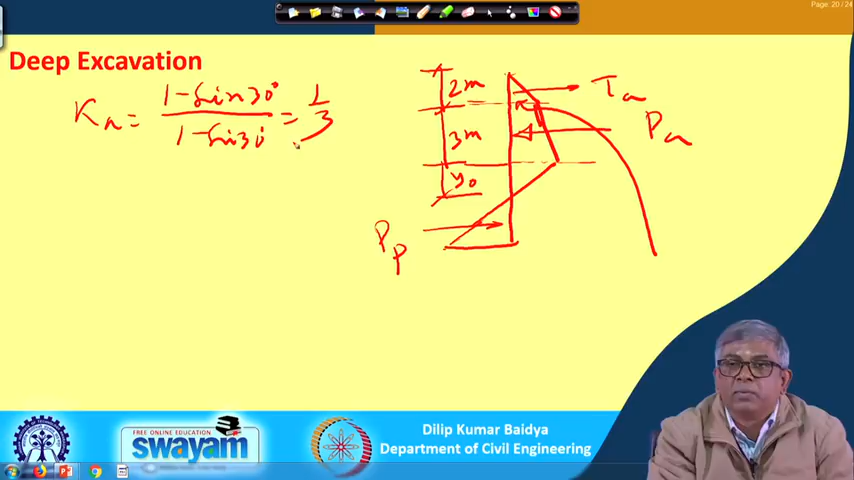 Page: 20 / 24
Deep Excavation
Ka = 1-Sin30° / 1-Sin30° = 1/3
2m
Ta
3m
Pa
y0
Pp
FREE ONLINE EDUCATION
swayam
Dilip Kumar Baidya
Department of Civil Engineering